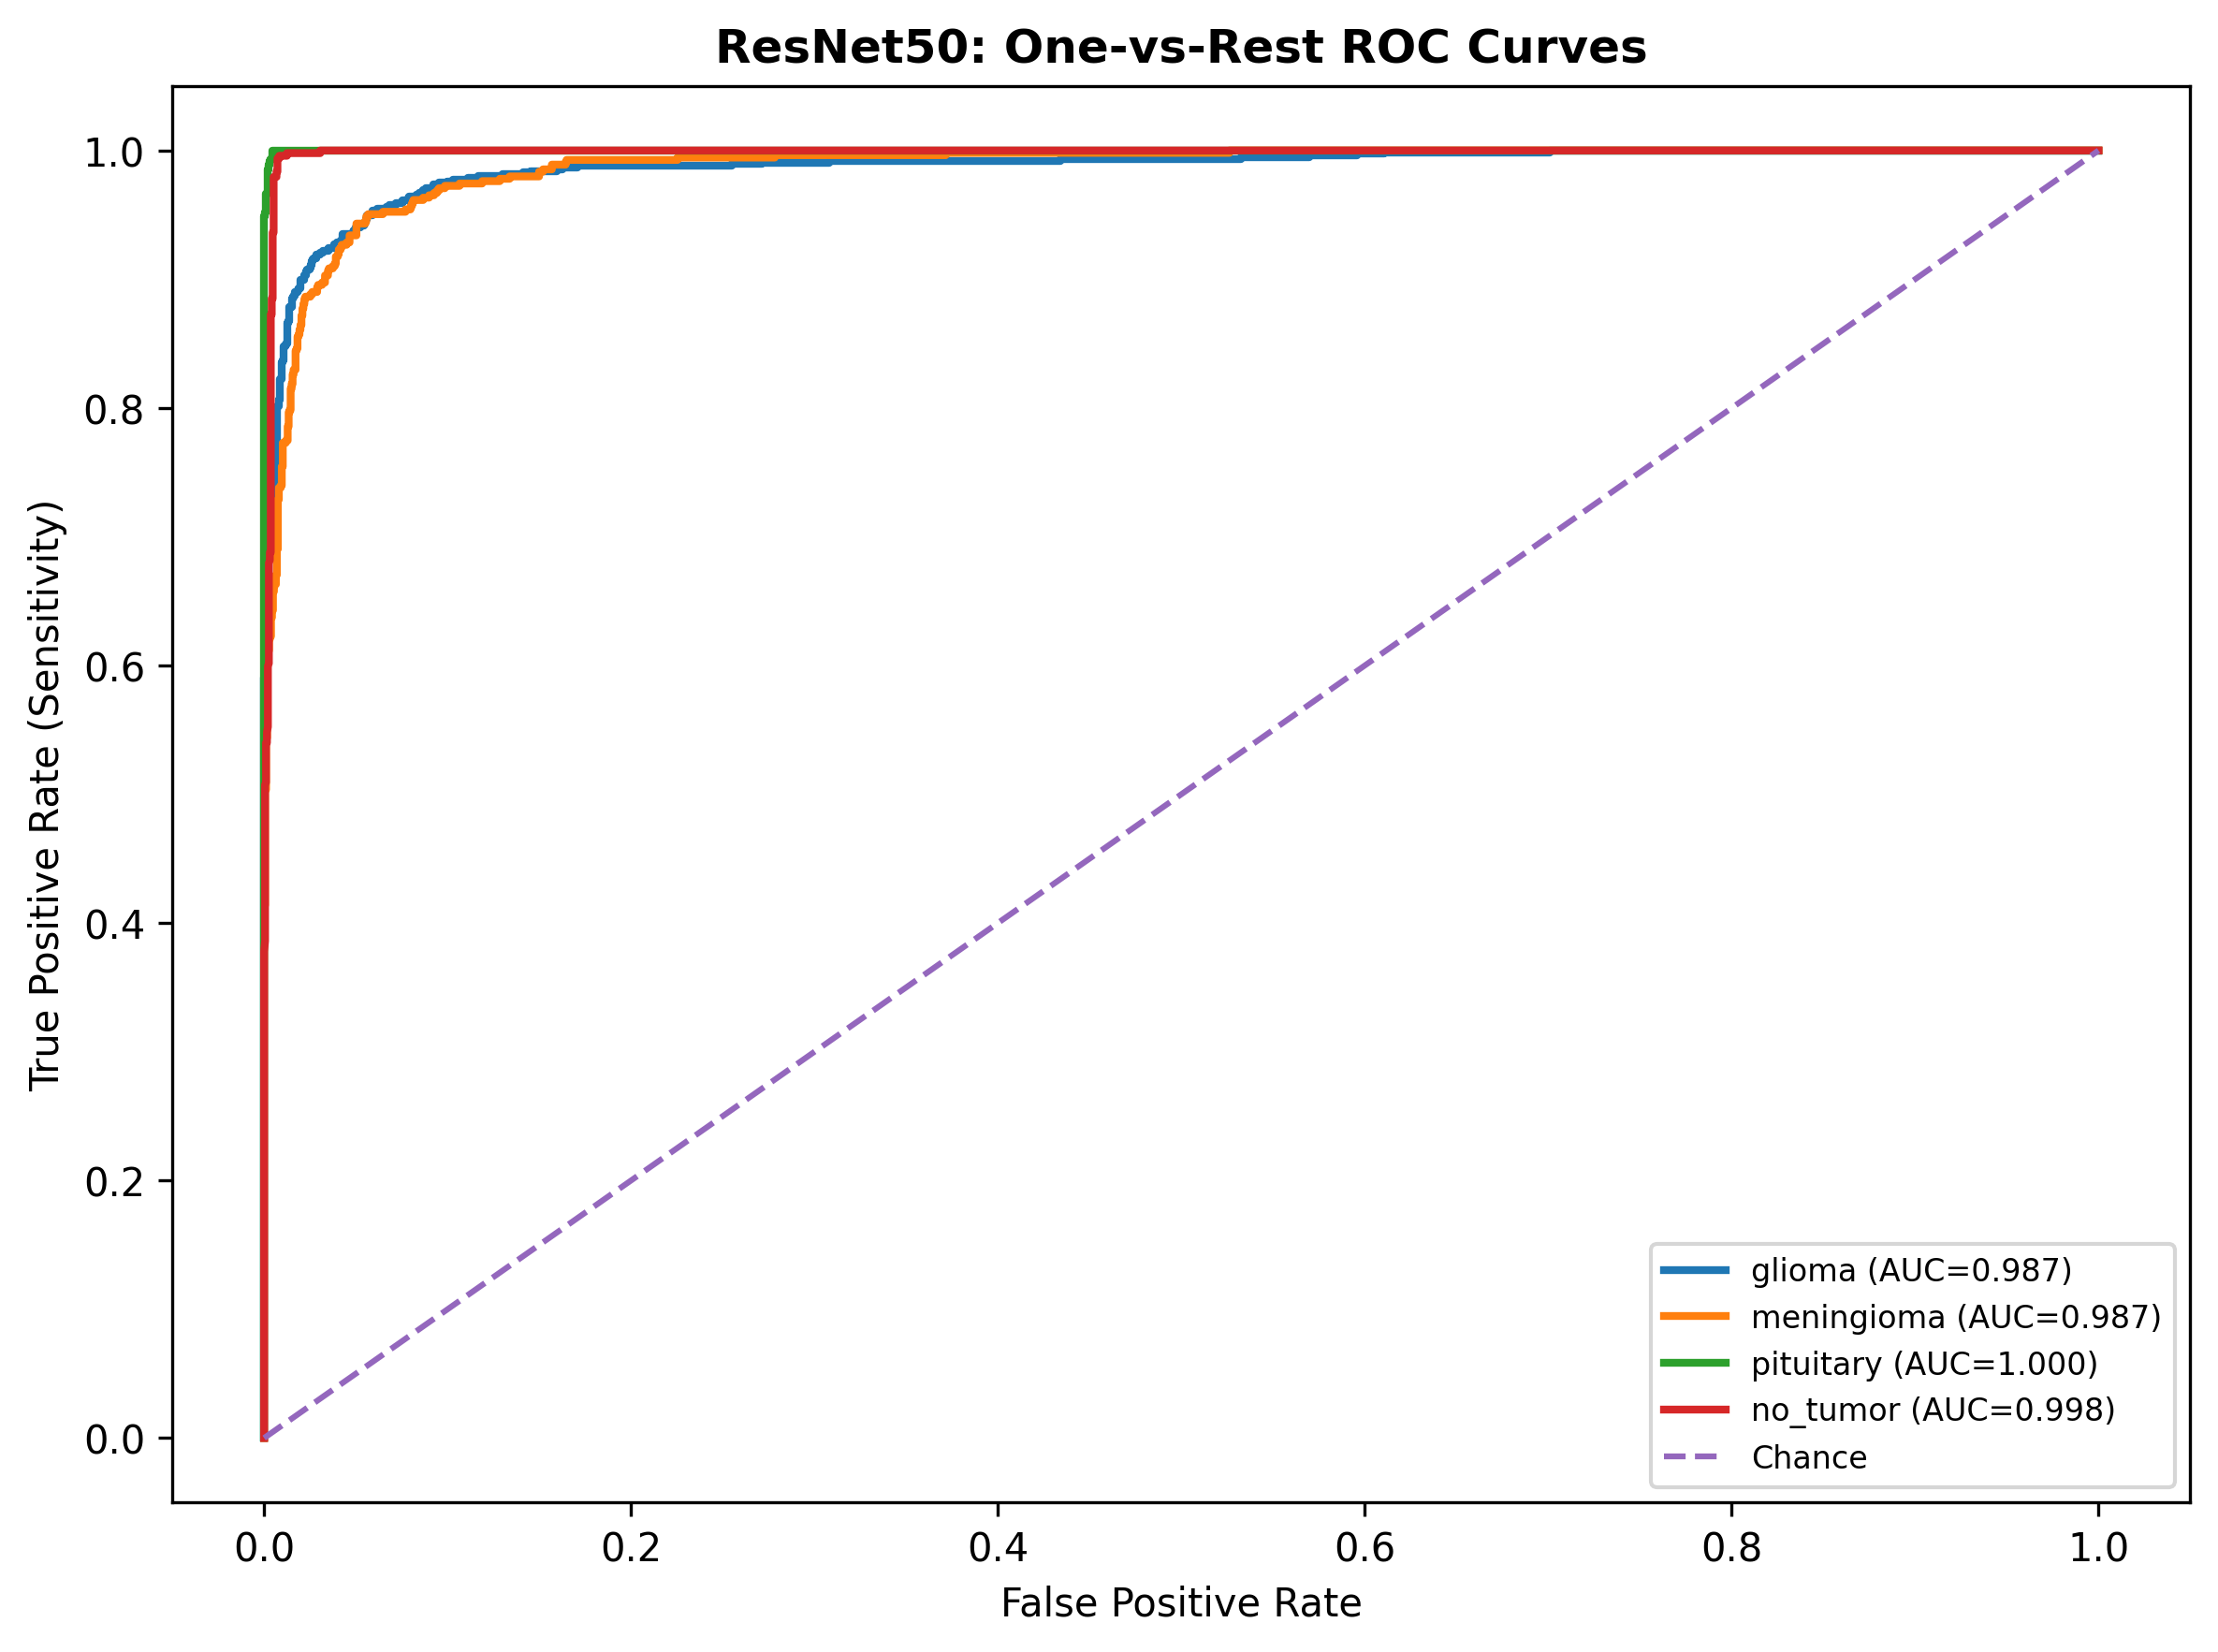 ResNet50: One-vs-Rest ROC Curves
1.0
0.8
0.6
0.4
0.2
0.0
True Positive Rate (Sensitivity)
glioma (AUC=0.987)
meningioma (AUC=0.987)
pituitary (AUC=1.000)
no_tumor (AUC=0.998)
Chance
0.0 0.2 0.4 0.6 0.8 1.0
False Positive Rate